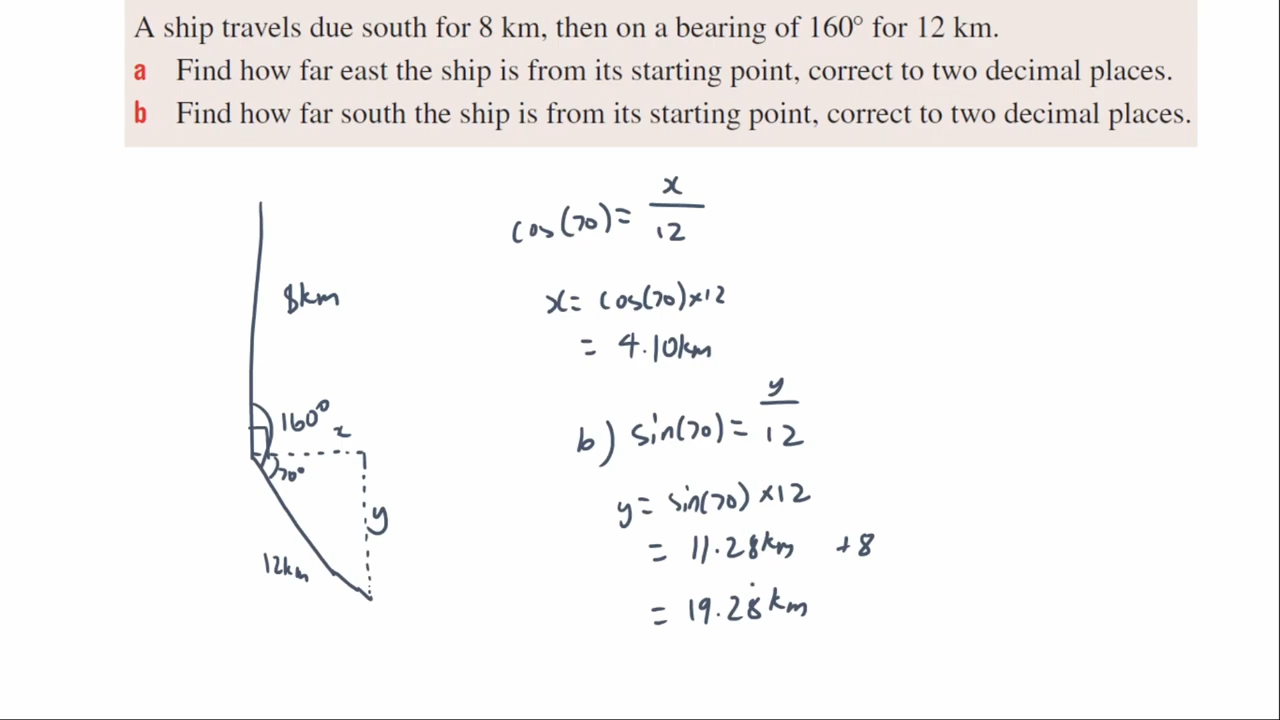 A ship travels due south for 8 km, then on a bearing of 160° for 12 km.
a Find how far east the ship is from its starting point, correct to two decimal places.
b Find how far south the ship is from its starting point, correct to two decimal places.
8km
160°
x
70°
y
12km
cos(70)= x/12
x= cos(70)×12
= 4.10km
b) sin(70)= y/12
y= sin(70)×12
= 11.28km +8
= 19.28km